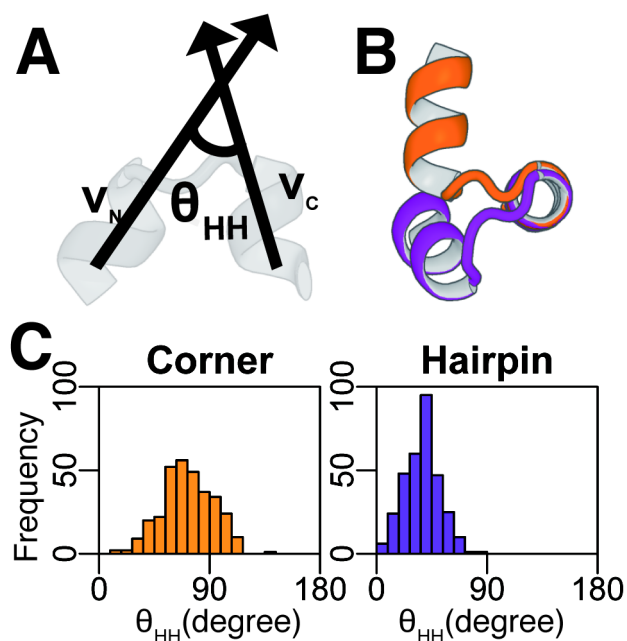 A
B
v_N
θ_HH
v_C
C
Corner
Hairpin
Frequency
100
50
0
0
90
180
θ_HH(degree)
100
50
0
0
90
180
θ_HH(degree)